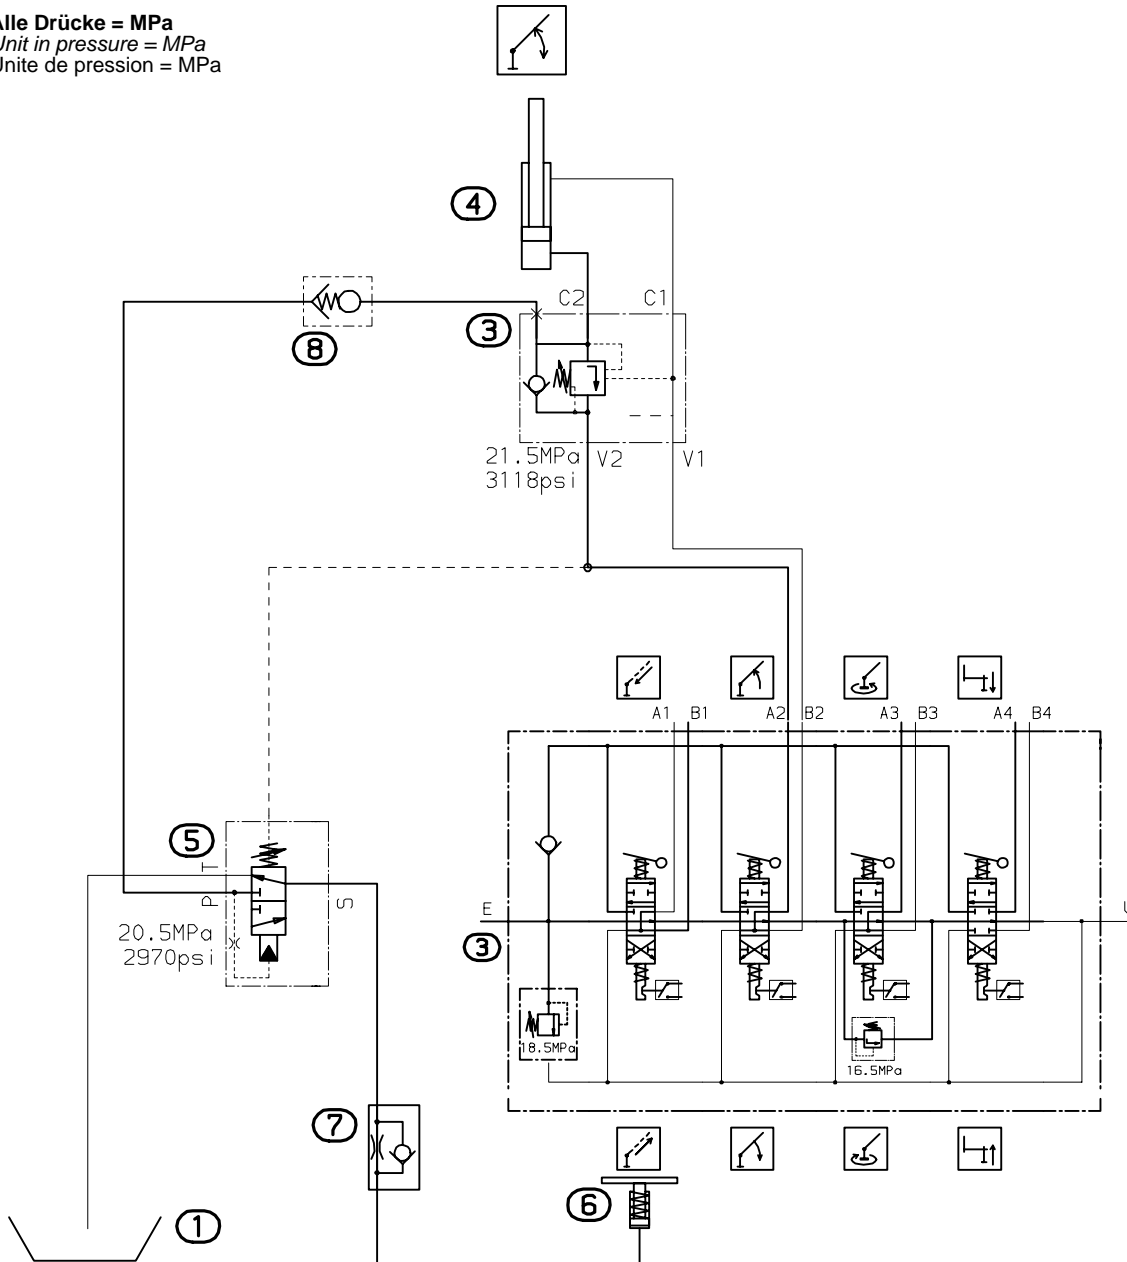 Alle Drücke = MPa
Unit in pressure = MPa
Unite de pression = MPa
4
C2 C1
3
8
21.5MPa V2 V1
3118psi
A1 B1 A2 B2 A3 B3 A4 B4
5
T
P
S
E
20.5MPa
2970psi
3
18.5MPa
16.5MPa
7
6
1